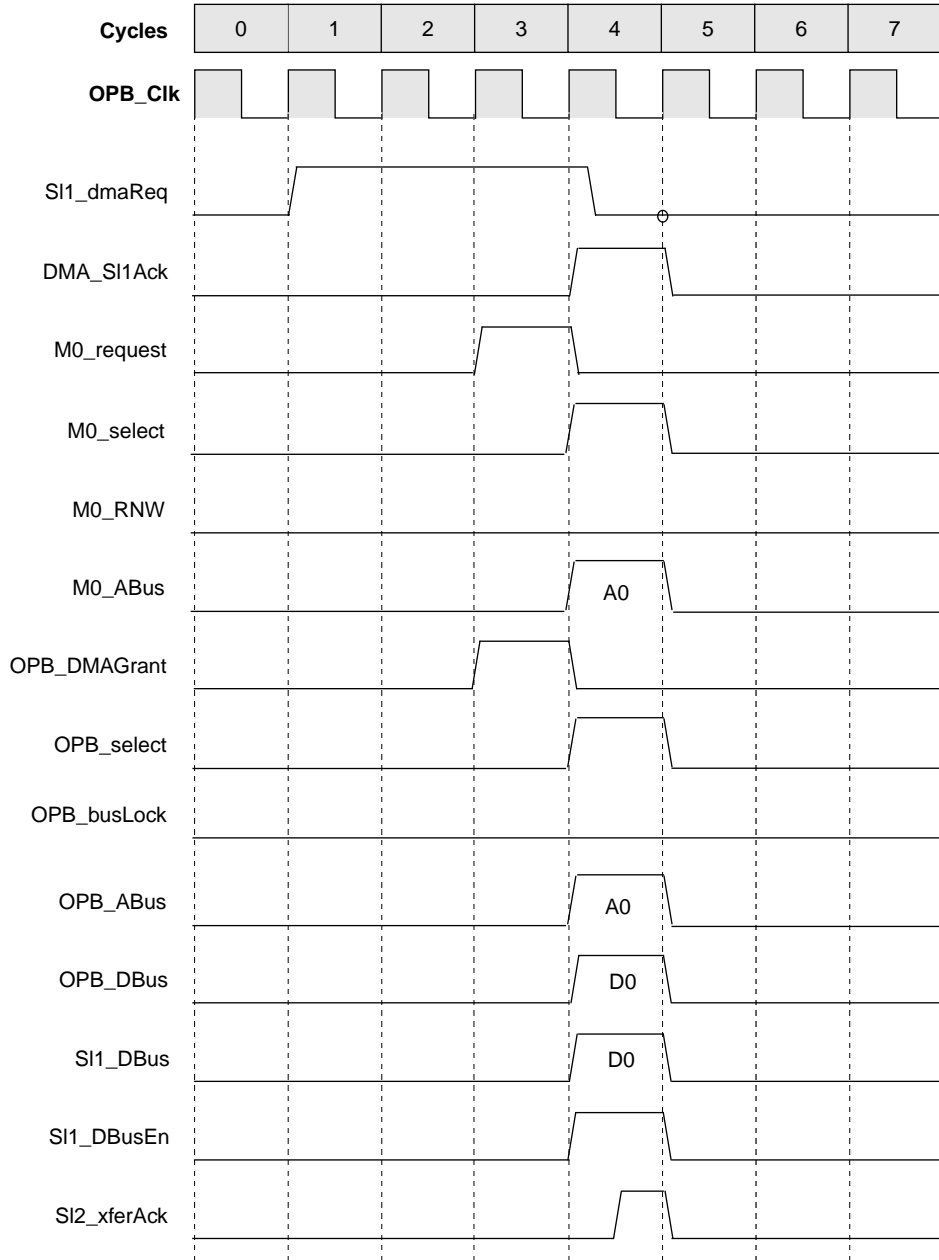 Cycles 0 1 2 3 4 5 6 7
OPB_Clk
Sl1_dmaReq
DMA_Sl1Ack
M0_request
M0_select
M0_RNW
M0_ABus A0
OPB_DMAGrant
OPB_select
OPB_busLock
OPB_ABus A0
OPB_DBus D0
Sl1_DBus D0
Sl1_DBusEn
Sl2_xferAck